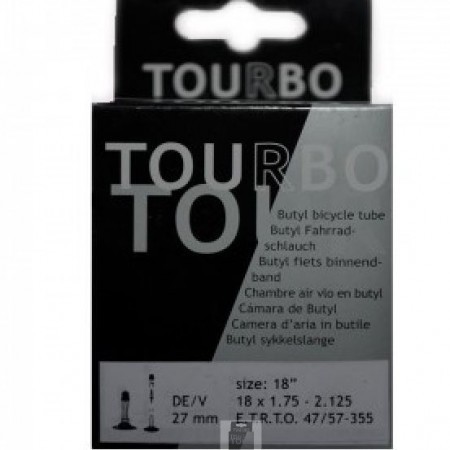 TOURBO
TOURBO
TOU
Butyl bicycle tube
Butyl Fahrrad-
schlauch
Butyl fiets binnend-
band
Chambre air vlo en butyl
Cámara de Butyl
Camera d'aria in butile
Butyl sykkelslange
size: 18"
DE/V 18 x 1.75 - 2.125
27 mm E.T.R.T.O. 47/57-355